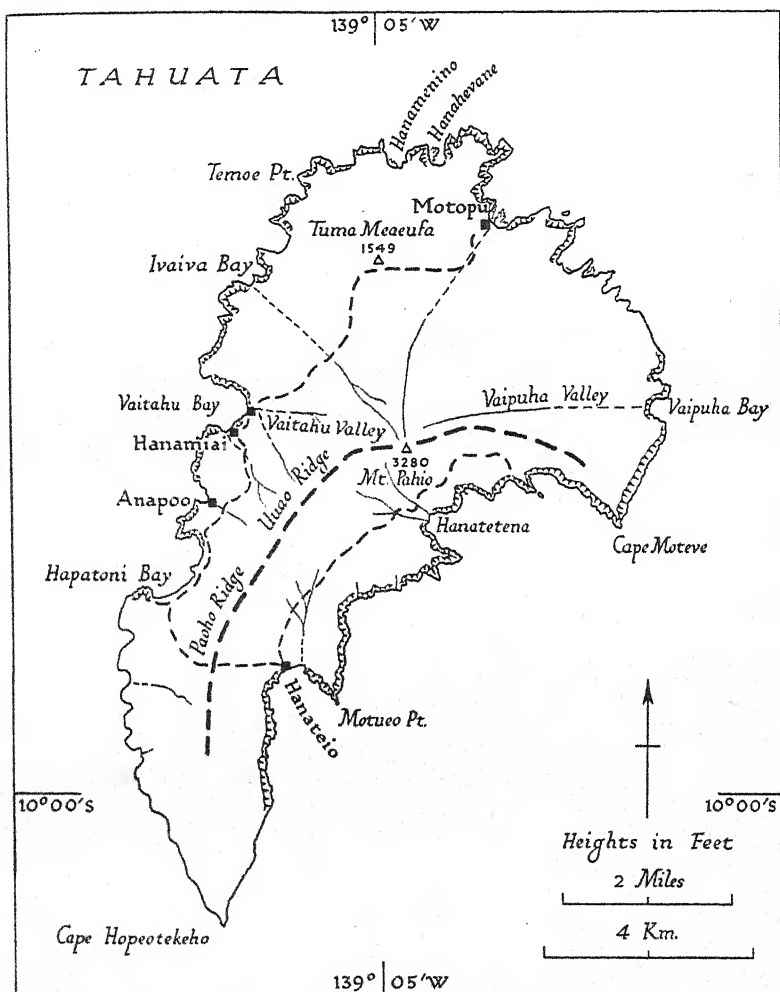 139° 05'W
TAHUATA
Hanamenino
Hanahevane
Temoe Pt.
Motopu
Tuma Meaeufa
1549
Ivaiva Bay
Vaitahu Bay
Vaitahu Valley
Vaipuha Valley
Vaipuha Bay
Hanamiai
3280
Mt. Pahio
Uuao Ridge
Anapoo
Hanatetena
Cape Moteve
Hapatoni Bay
Paoho Ridge
Hanateio
Motueo Pt.
10°00's
10°00's
Heights in Feet
2 Miles
4 Km.
Cape Hopeotekeho
139° 05'W